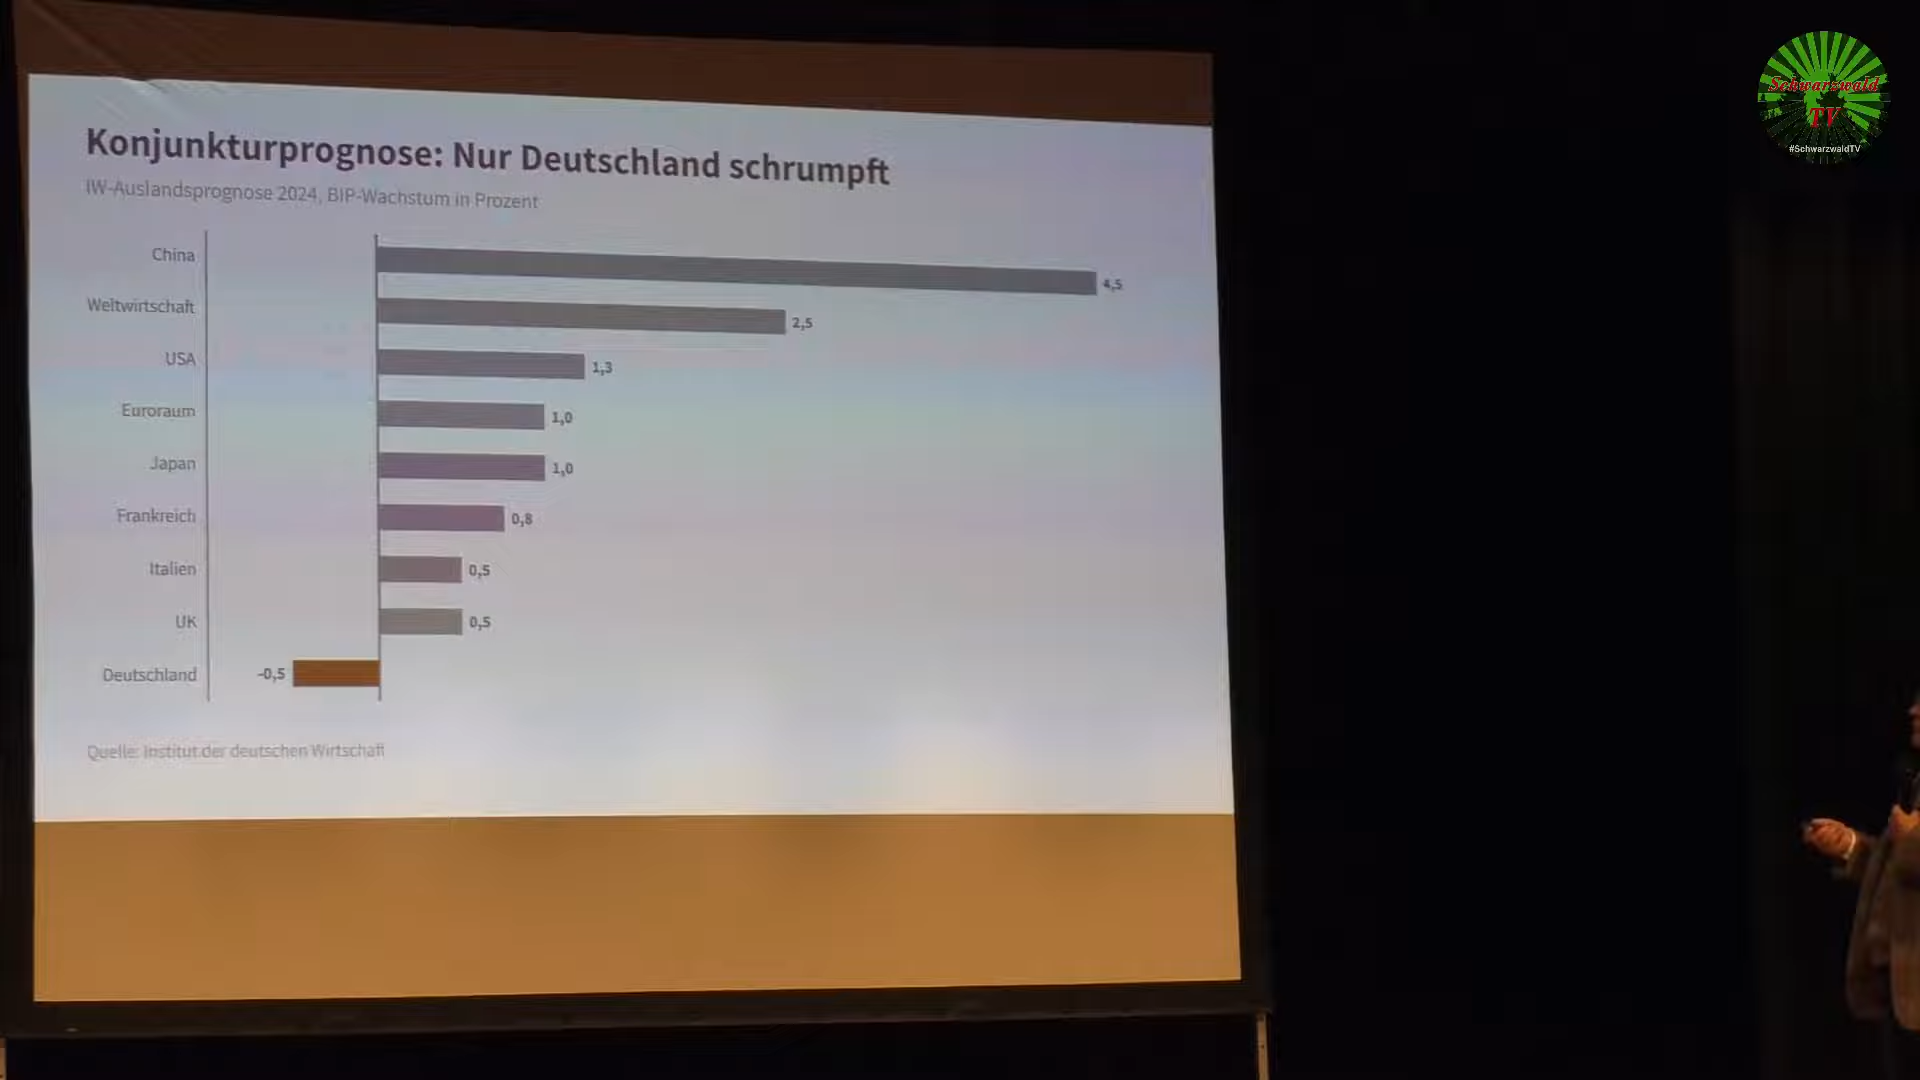 Konjunkturprognose: Nur Deutschland schrumpft
IW-Auslandsprognose 2024, BIP-Wachstum in Prozent
China 4,5
Weltwirtschaft 2,5
USA 1,3
Euroraum 1,0
Japan 1,0
Frankreich 0,8
Italien 0,5
UK 0,5
Deutschland -0,5
Quelle: Institut der deutschen Wirtschaft
Schwarzwald
TV
#SchwarzwaldTV